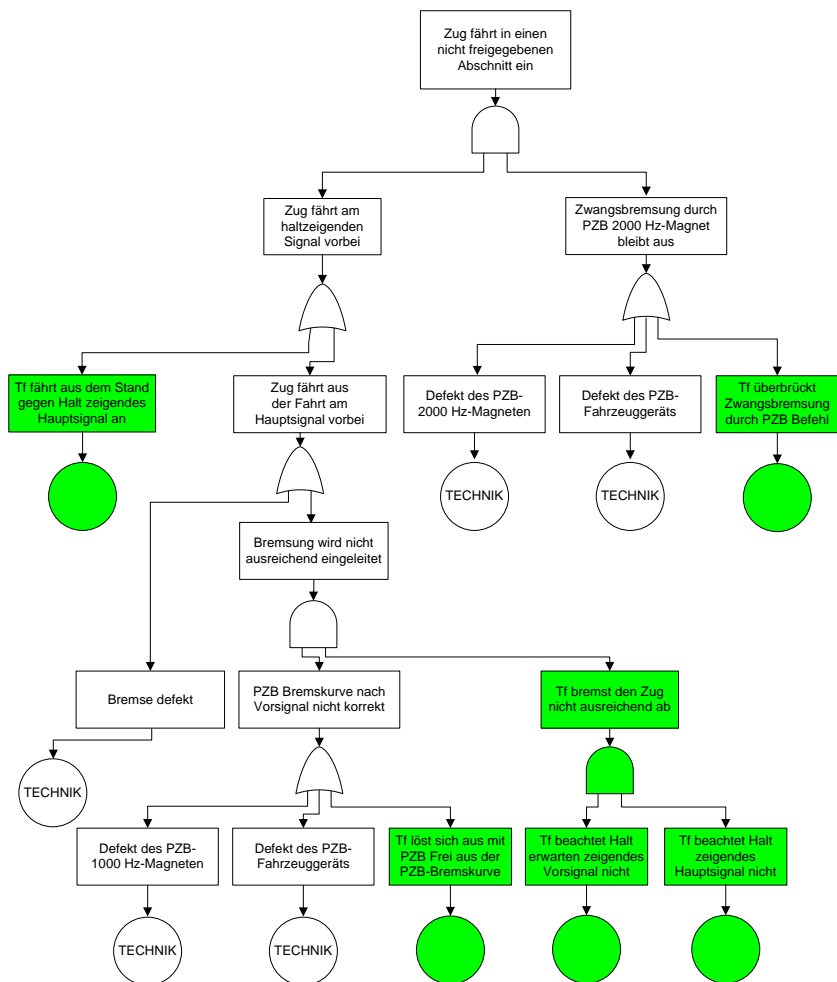 Zug fährt in einen
nicht freigegebenen
Abschnitt ein
Zug fährt am
haltzeigenden
Signal vorbei
Zwangsbremsung durch
PZB 2000 Hz-Magnet
bleibt aus
Tf fährt aus dem Stand
gegen Halt zeigendes
Hauptsignal an
Zug fährt aus
der Fahrt am
Hauptsignal vorbei
Defekt des PZB-
2000 Hz-Magneten
Defekt des PZB-
Fahrzeuggeräts
Tf überbrückt
Zwangsbremsung
durch PZB Befehl
TECHNIK
TECHNIK
Bremsung wird nicht
ausreichend eingeleitet
Bremse defekt
PZB Bremskurve nach
Vorsignal nicht korrekt
Tf bremst den Zug
nicht ausreichend ab
TECHNIK
Defekt des PZB-
1000 Hz-Magneten
Defekt des PZB-
Fahrzeuggeräts
Tf löst sich aus mit
PZB Frei aus der
PZB-Bremskurve
Tf beachtet Halt
erwarten zeigendes
Vorsignal nicht
Tf beachtet Halt
zeigendes
Hauptsignal nicht
TECHNIK
TECHNIK